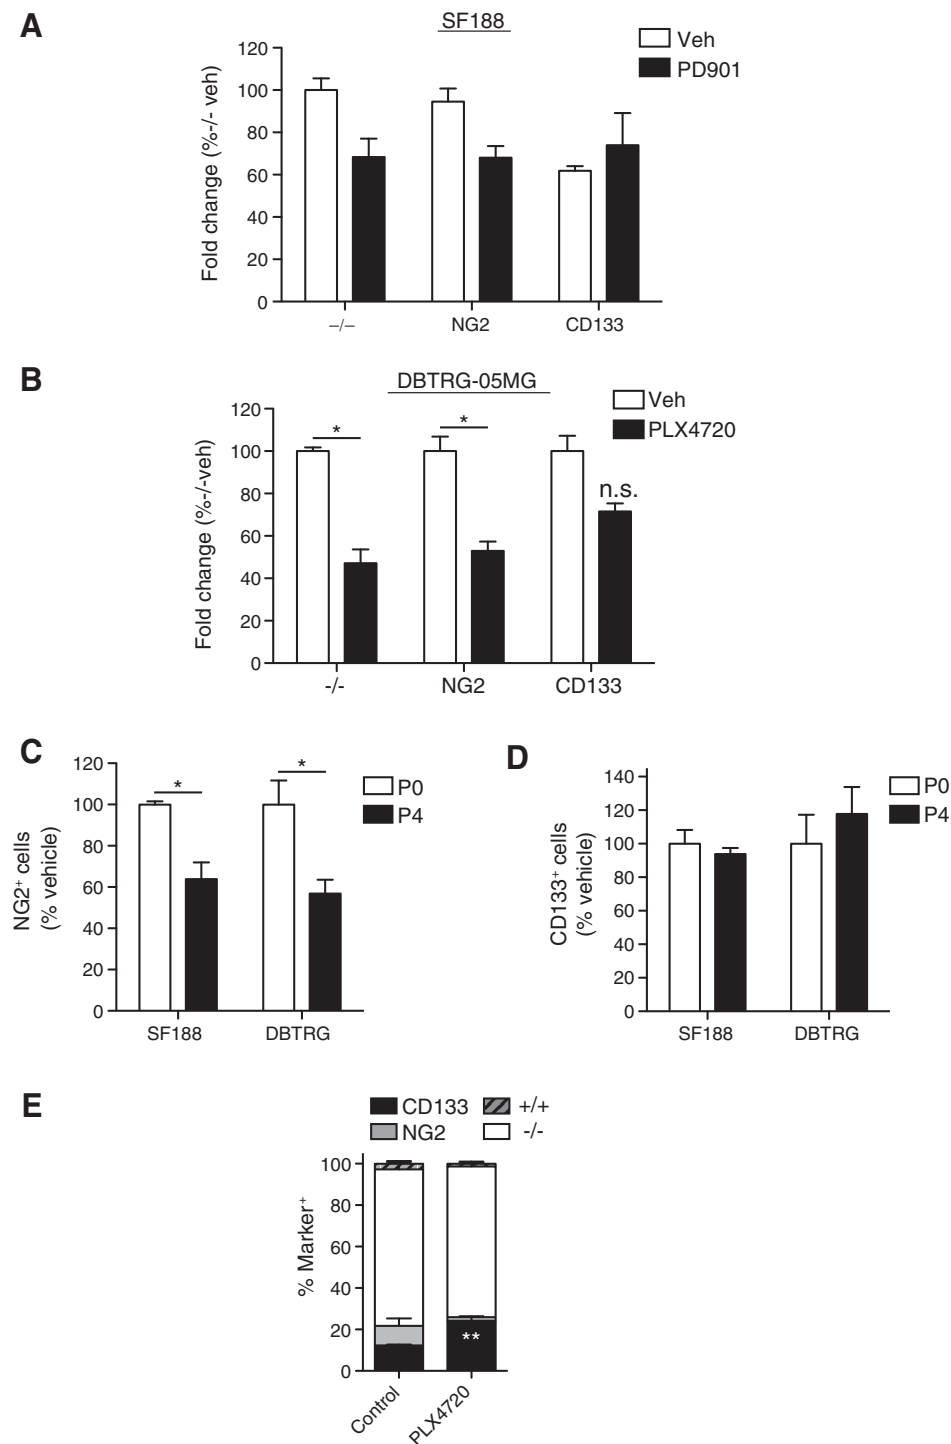 A
SF188
Veh
PD901
Fold change (%-/- veh)
120
100
80
60
40
20
0
–/–
NG2
CD133
B
DBTRG-05MG
Veh
PLX4720
Fold change (%-/-veh)
120
100
80
60
40
20
0
*
*
n.s.
-/-
NG2
CD133
C
P0
P4
NG2⁺ cells
(% vehicle)
120
100
80
60
40
20
0
*
*
SF188
DBTRG
D
P0
P4
CD133⁺ cells
(% vehicle)
140
120
100
80
60
40
20
0
SF188
DBTRG
E
CD133
+/+
NG2
-/-
% Marker⁺
100
80
60
40
20
0
**
Control
PLX4720